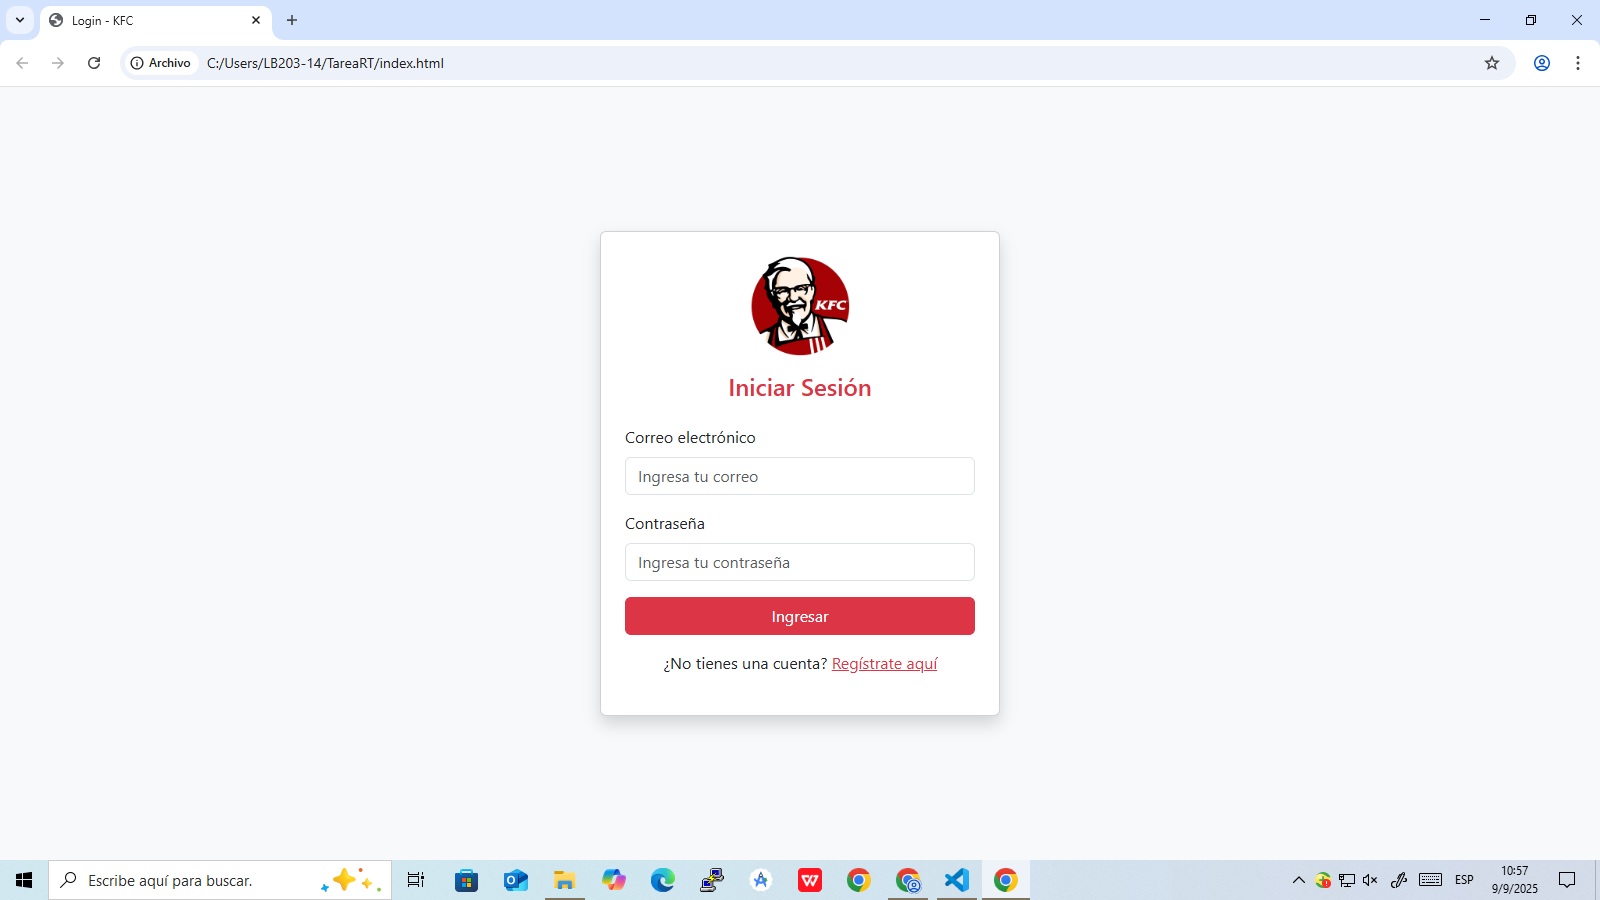 Login - KFC
Archivo
C:/Users/LB203-14/TareaRT/index.html
KFC
Iniciar Sesión
Correo electrónico
Ingresa tu correo
Contraseña
Ingresa tu contraseña
Ingresar
¿No tienes una cuenta? Regístrate aquí
Escribe aquí para buscar.
ESP
10:57
9/9/2025